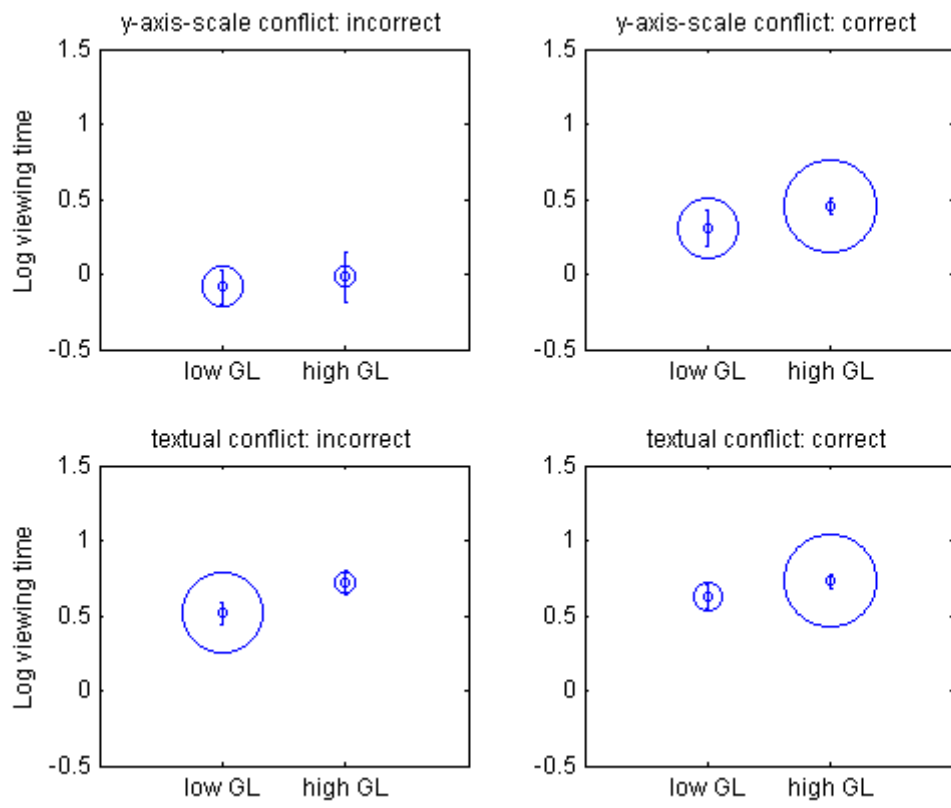 y-axis-scale conflict: incorrect
1.5
1
0.5
0
-0.5
Log viewing time
low GL
high GL
y-axis-scale conflict: correct
1.5
1
0.5
0
-0.5
low GL
high GL
textual conflict: incorrect
1.5
1
0.5
0
-0.5
Log viewing time
low GL
high GL
textual conflict: correct
1.5
1
0.5
0
-0.5
low GL
high GL